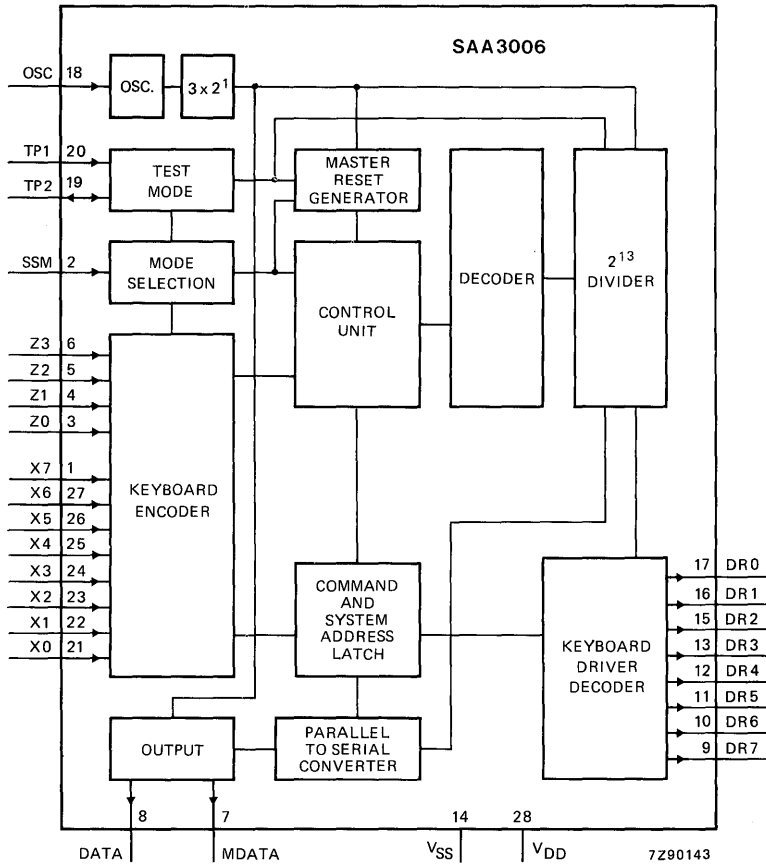 SAA3006
OSC 18
OSC.
3 x 2¹
TP1 20
TP2 19
TEST
MODE
MASTER
RESET
GENERATOR
SSM 2
MODE
SELECTION
CONTROL
UNIT
DECODER
2¹³
DIVIDER
Z3 6
Z2 5
Z1 4
Z0 3
X7 1
X6 27
X5 26
X4 25
X3 24
X2 23
X1 22
X0 21
KEYBOARD
ENCODER
COMMAND
AND
SYSTEM
ADDRESS
LATCH
KEYBOARD
DRIVER
DECODER
17 DR0
16 DR1
15 DR2
13 DR3
12 DR4
11 DR5
10 DR6
9 DR7
OUTPUT
PARALLEL
TO SERIAL
CONVERTER
8 7 14 28
DATA MDATA VSS VDD 7Z90143